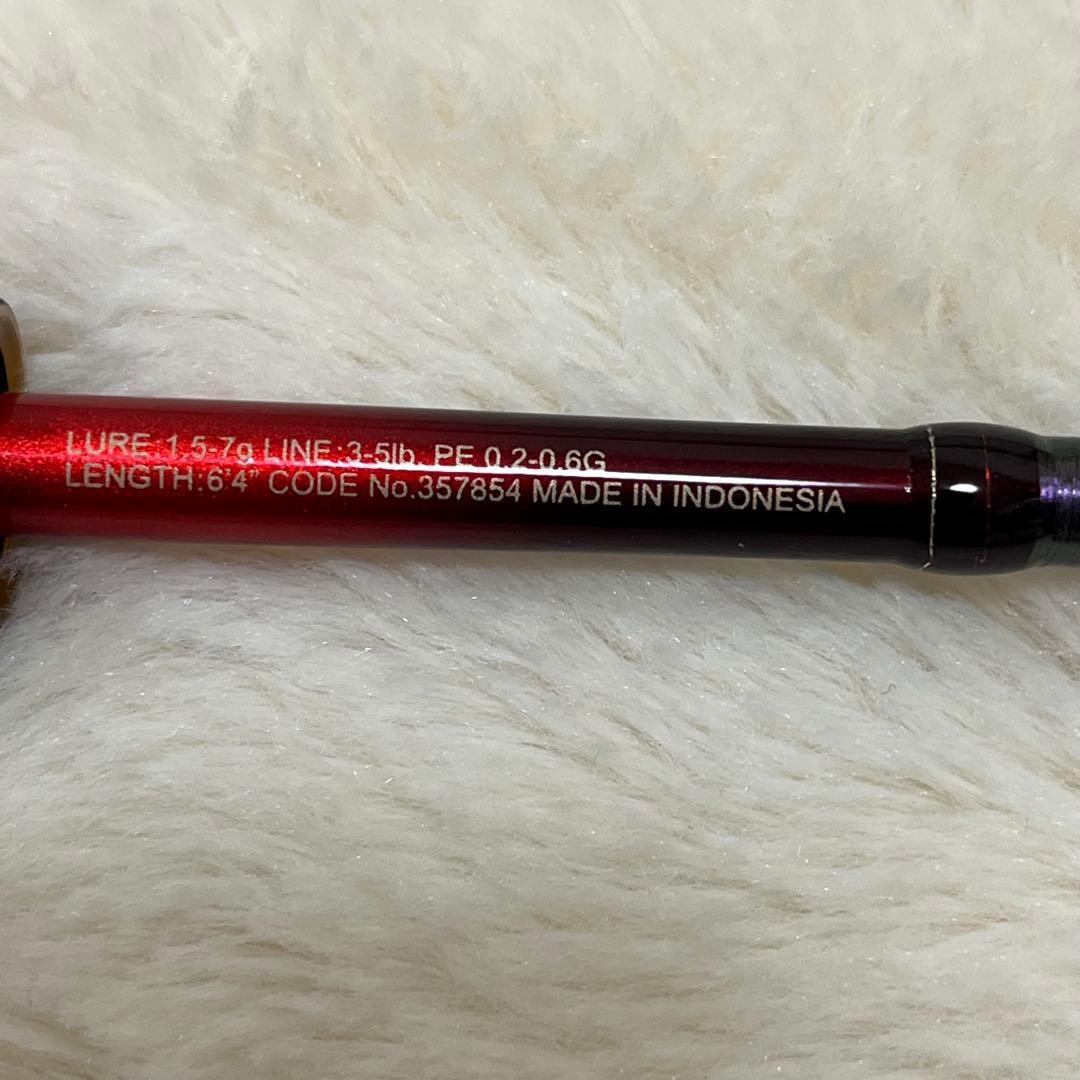 LURE:1.5-7g LINE:3-5lb. PE 0.2-0.6G
LENGTH:6'4" CODE No.357854 MADE IN INDONESIA